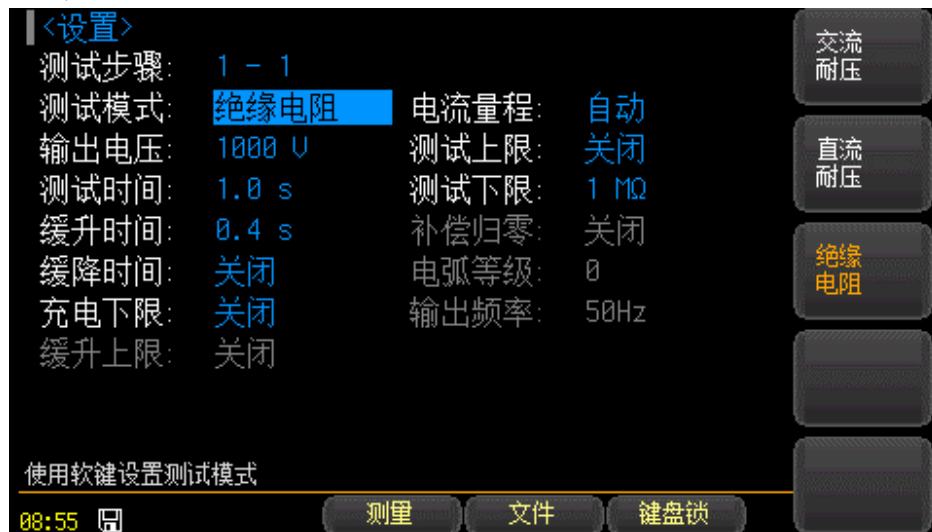 <设置>
测试步骤: 1 - 1
测试模式: 绝缘电阻 电流量程: 自动
输出电压: 1000 V 测试上限: 关闭
测试时间: 1.0 s 测试下限: 1 MΩ
缓升时间: 0.4 s 补偿归零: 关闭
缓降时间: 关闭 电弧等级: 0
充电下限: 关闭 输出频率: 50Hz
缓升上限: 关闭
交流
耐压
直流
耐压
绝缘
电阻
使用软键设置测试模式
08:55 测量 文件 键盘锁